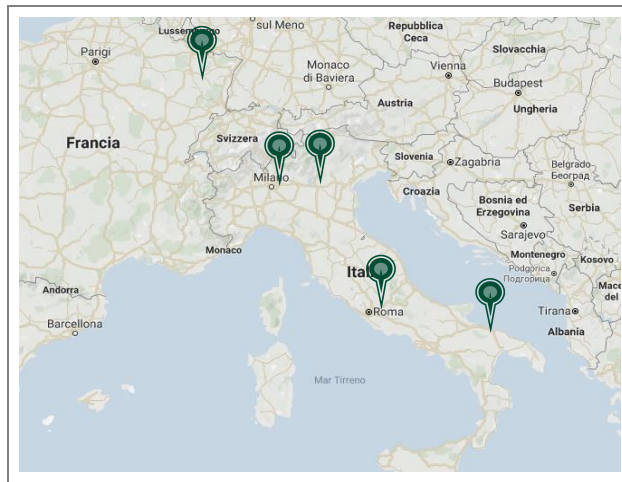 Lussemburgo
sul Meno
Repubblica
Ceca
Parigi
Slovacchia
Monaco
di Baviera
Vienna
Budapest
Austria
Ungheria
Francia
Svizzera
Slovenia
Zagabria
Milano
Croazia
Belgrado
Београд
Bosnia ed
Erzegovina
Serbia
Sarajevo
Monaco
Montenegro
Kosovo
Podgorica
Подгорица
Andorra
Mace
del
Roma
Tirana
Barcellona
Albania
Mar Tirreno